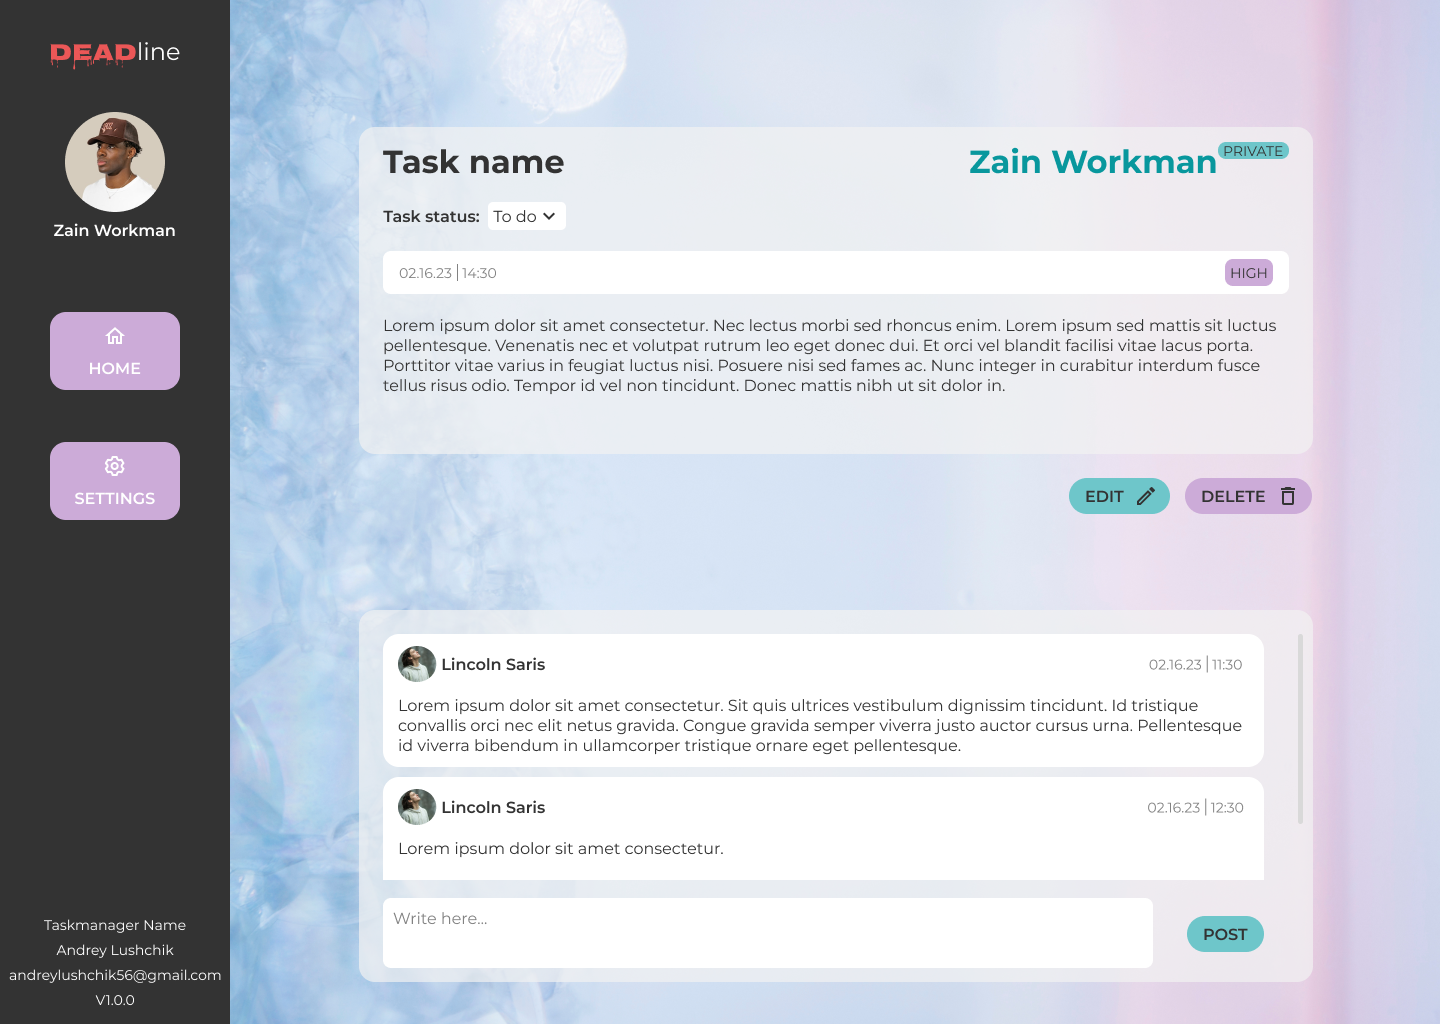 DEADline
Zain Workman
HOME
SETTINGS
Taskmanager Name
Andrey Lushchik
andreylushchik56@gmail.com
V1.0.0
Task name
Zain Workman PRIVATE
Task status: To do
02.16.23 | 14:30 HIGH
Lorem ipsum dolor sit amet consectetur. Nec lectus morbi sed rhoncus enim. Lorem ipsum sed mattis sit luctus
pellentesque. Venenatis nec et volutpat rutrum leo eget donec dui. Et orci vel blandit facilisi vitae lacus porta.
Porttitor vitae varius in feugiat luctus nisi. Posuere nisi sed fames ac. Nunc integer in curabitur interdum fusce
tellus risus odio. Tempor id vel non tincidunt. Donec mattis nibh ut sit dolor in.
EDIT DELETE
Lincoln Saris 02.16.23 | 11:30
Lorem ipsum dolor sit amet consectetur. Sit quis ultrices vestibulum dignissim tincidunt. Id tristique
convallis orci nec elit netus gravida. Congue gravida semper viverra justo auctor cursus urna. Pellentesque
id viverra bibendum in ullamcorper tristique ornare eget pellentesque.
Lincoln Saris 02.16.23 | 12:30
Lorem ipsum dolor sit amet consectetur.
Write here...
POST